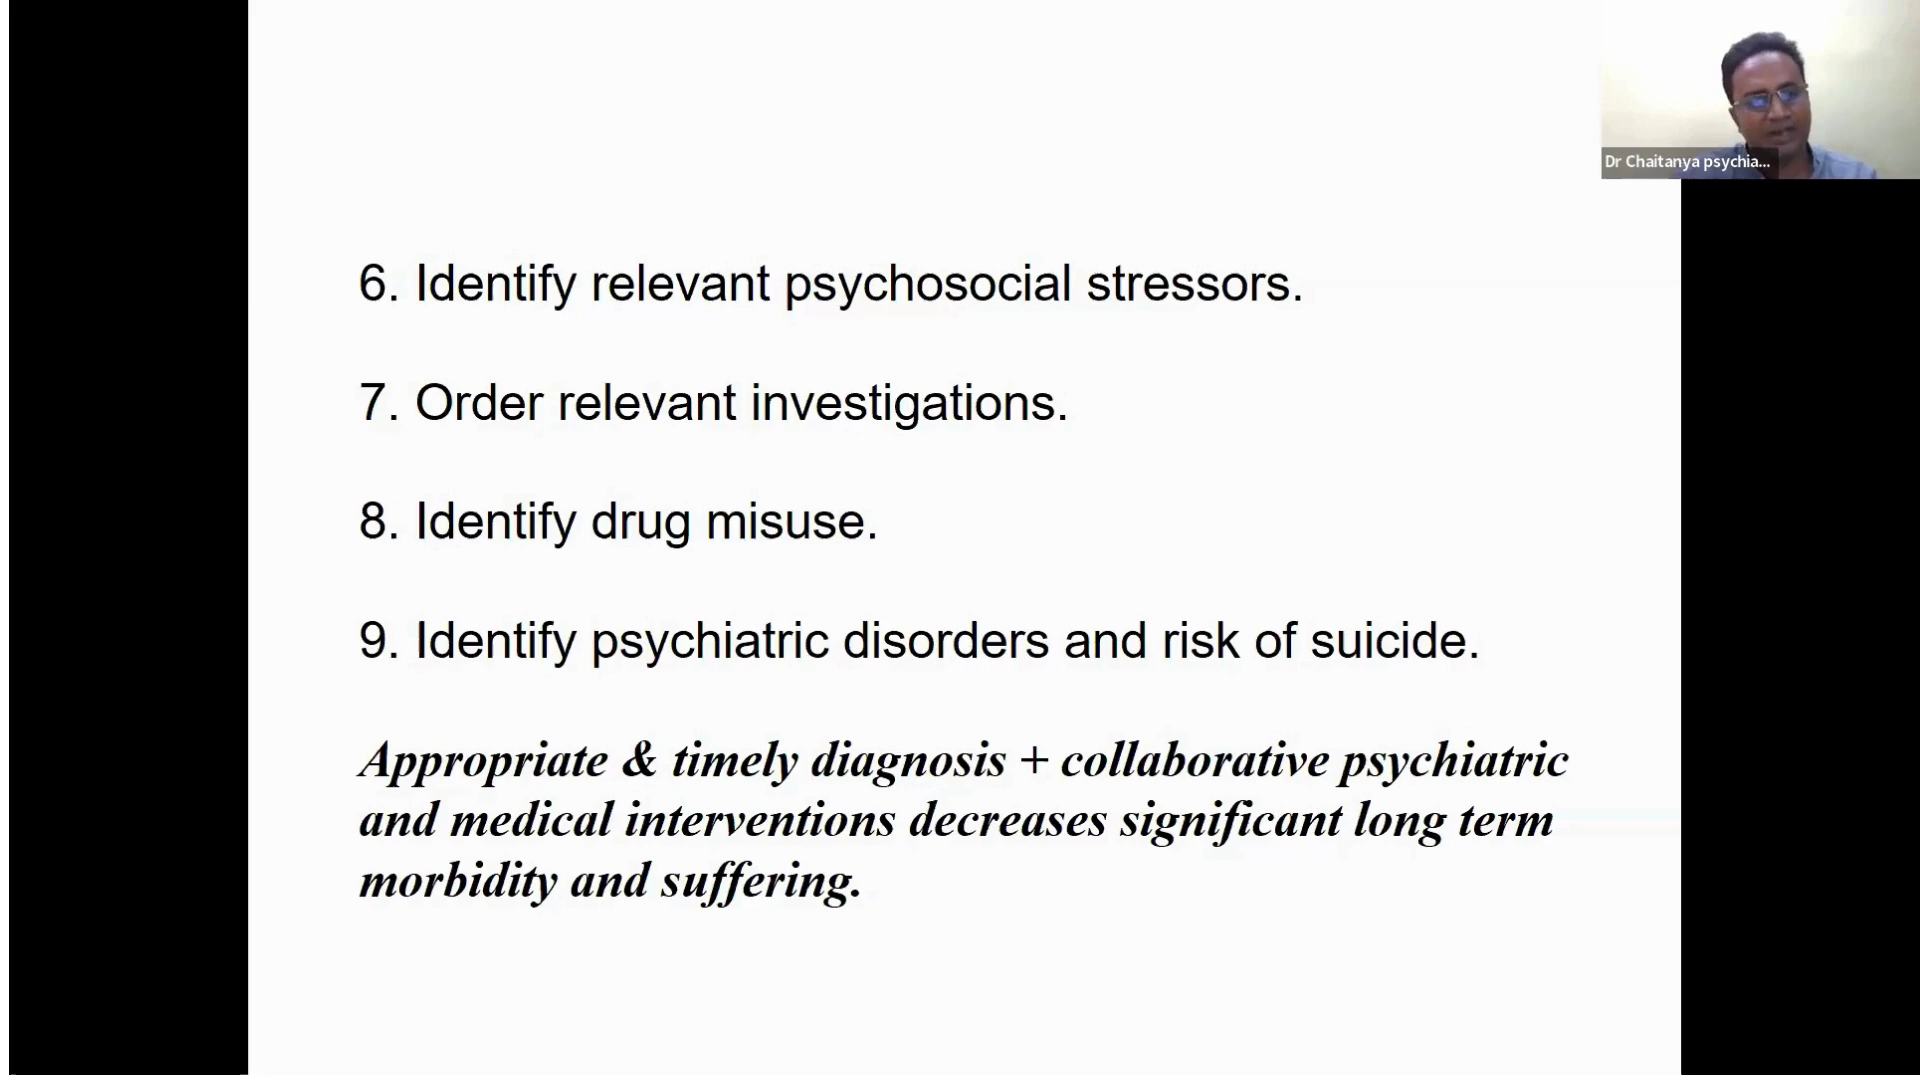 Dr Chaitanya psychia...
6. Identify relevant psychosocial stressors.
7. Order relevant investigations.
8. Identify drug misuse.
9. Identify psychiatric disorders and risk of suicide.
Appropriate & timely diagnosis + collaborative psychiatric
and medical interventions decreases significant long term
morbidity and suffering.